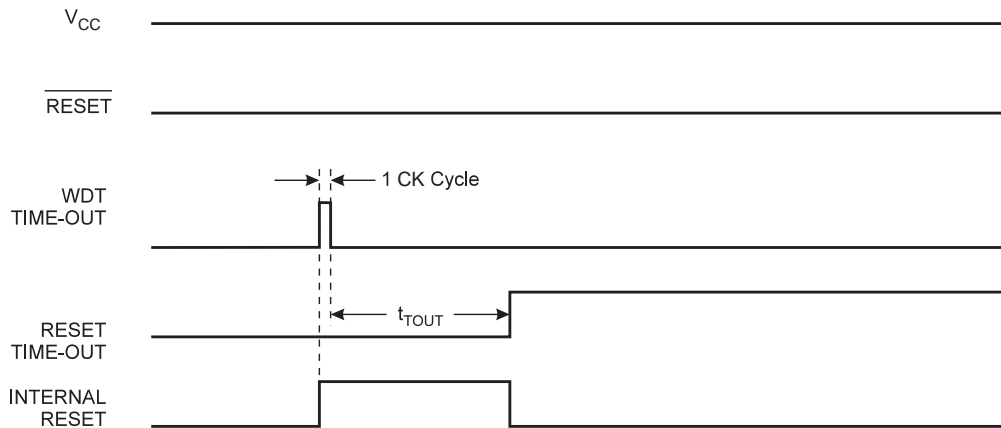 VCC
RESET
1 CK Cycle
WDT
TIME-OUT
tTOUT
RESET
TIME-OUT
INTERNAL
RESET